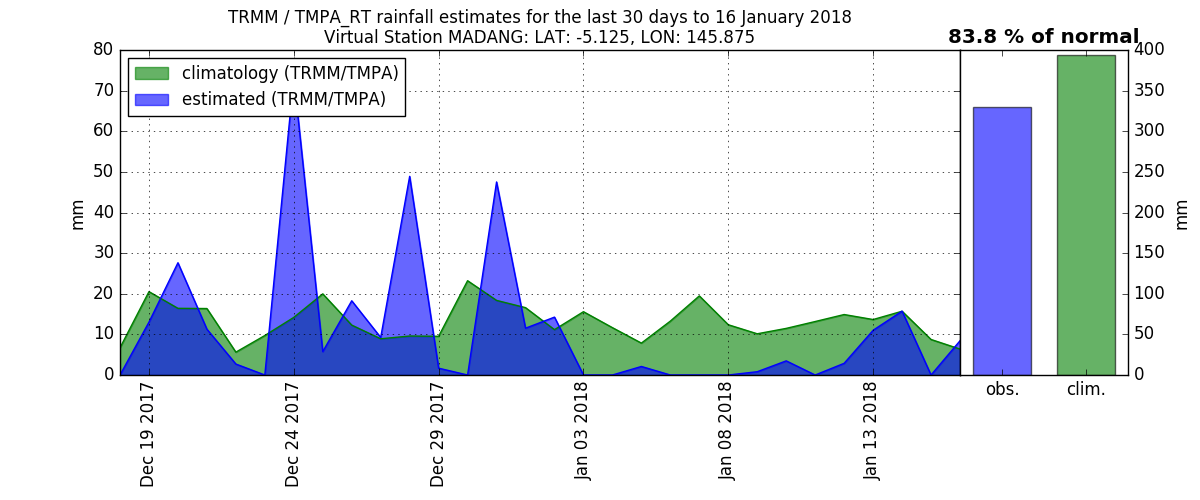 TRMM / TMPA_RT rainfall estimates for the last 30 days to 16 January 2018
Virtual Station MADANG: LAT: -5.125, LON: 145.875
83.8 % of normal
climatology (TRMM/TMPA)
estimated (TRMM/TMPA)
80
70
60
50
40
30
20
10
0
mm
Dec 19 2017
Dec 24 2017
Dec 29 2017
Jan 03 2018
Jan 08 2018
Jan 13 2018
obs.
clim.
400
350
300
250
200
150
100
50
0
mm